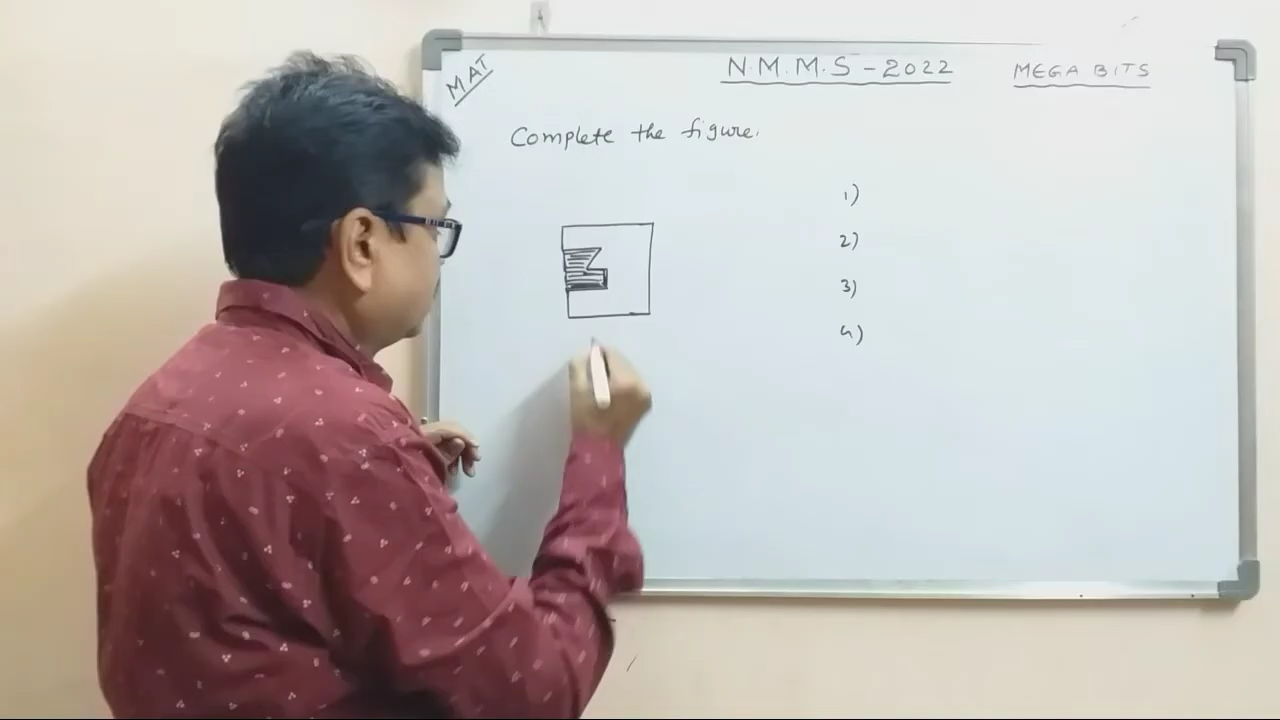 MAT
N.M.M.S-2022
MEGA BITS
Complete the figure.
1)
2)
3)
4)